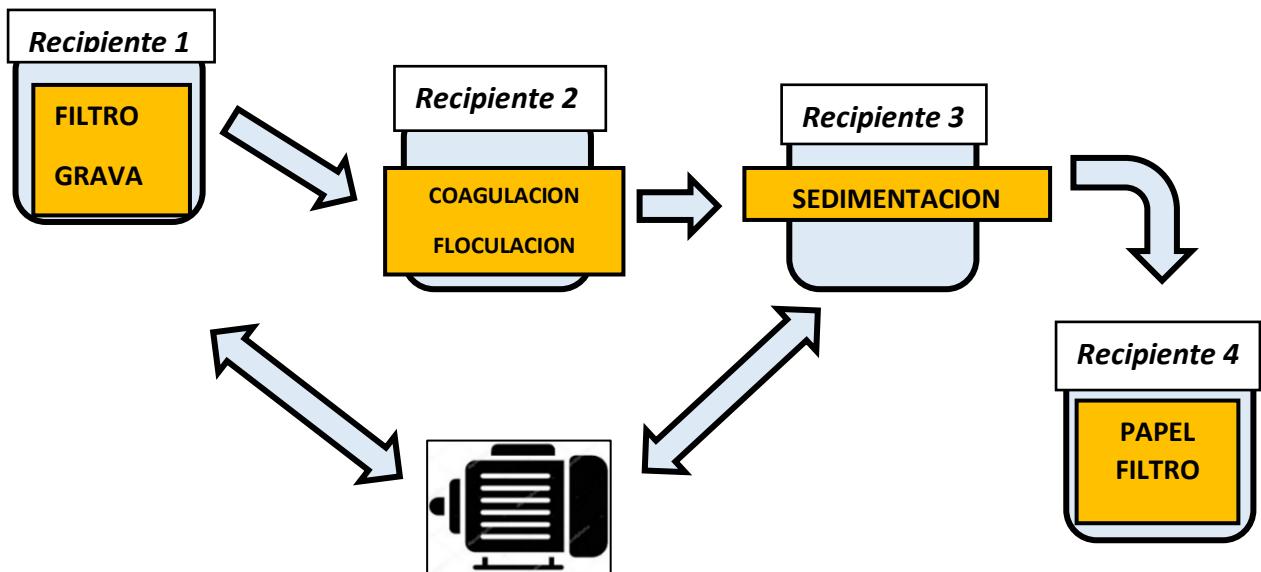 Recipiente 1
FILTRO
GRAVA
Recipiente 2
COAGULACION
FLOCULACION
Recipiente 3
SEDIMENTACION
Recipiente 4
PAPEL
FILTRO